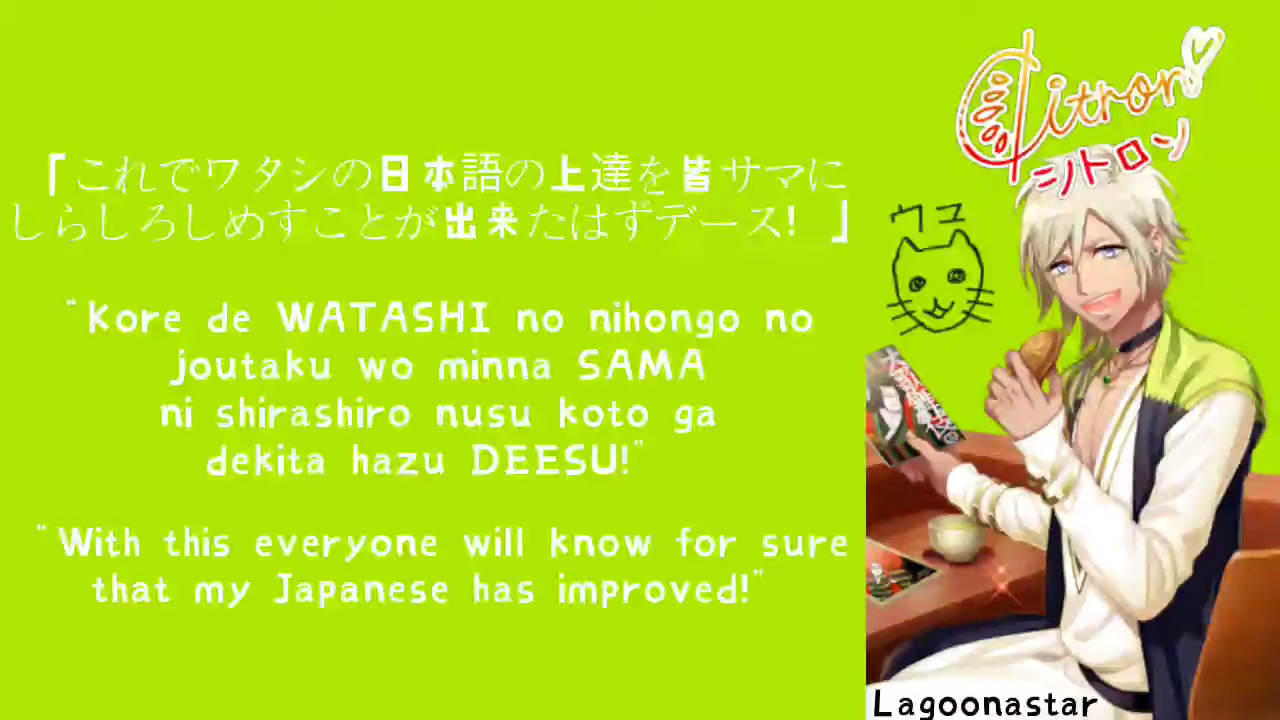 「これでワタシの日本語の上達を皆サマに
しらしろしめすことが出来たはずデース! 」
“Kore de WATASHI no nihongo no
joutaku wo minna SAMA
ni shirashiro nusu koto ga
dekita hazu DEESU!”
“With this everyone will know for sure
that my Japanese has improved!”
Citron
シトロン
ウユ
Lagoonastar